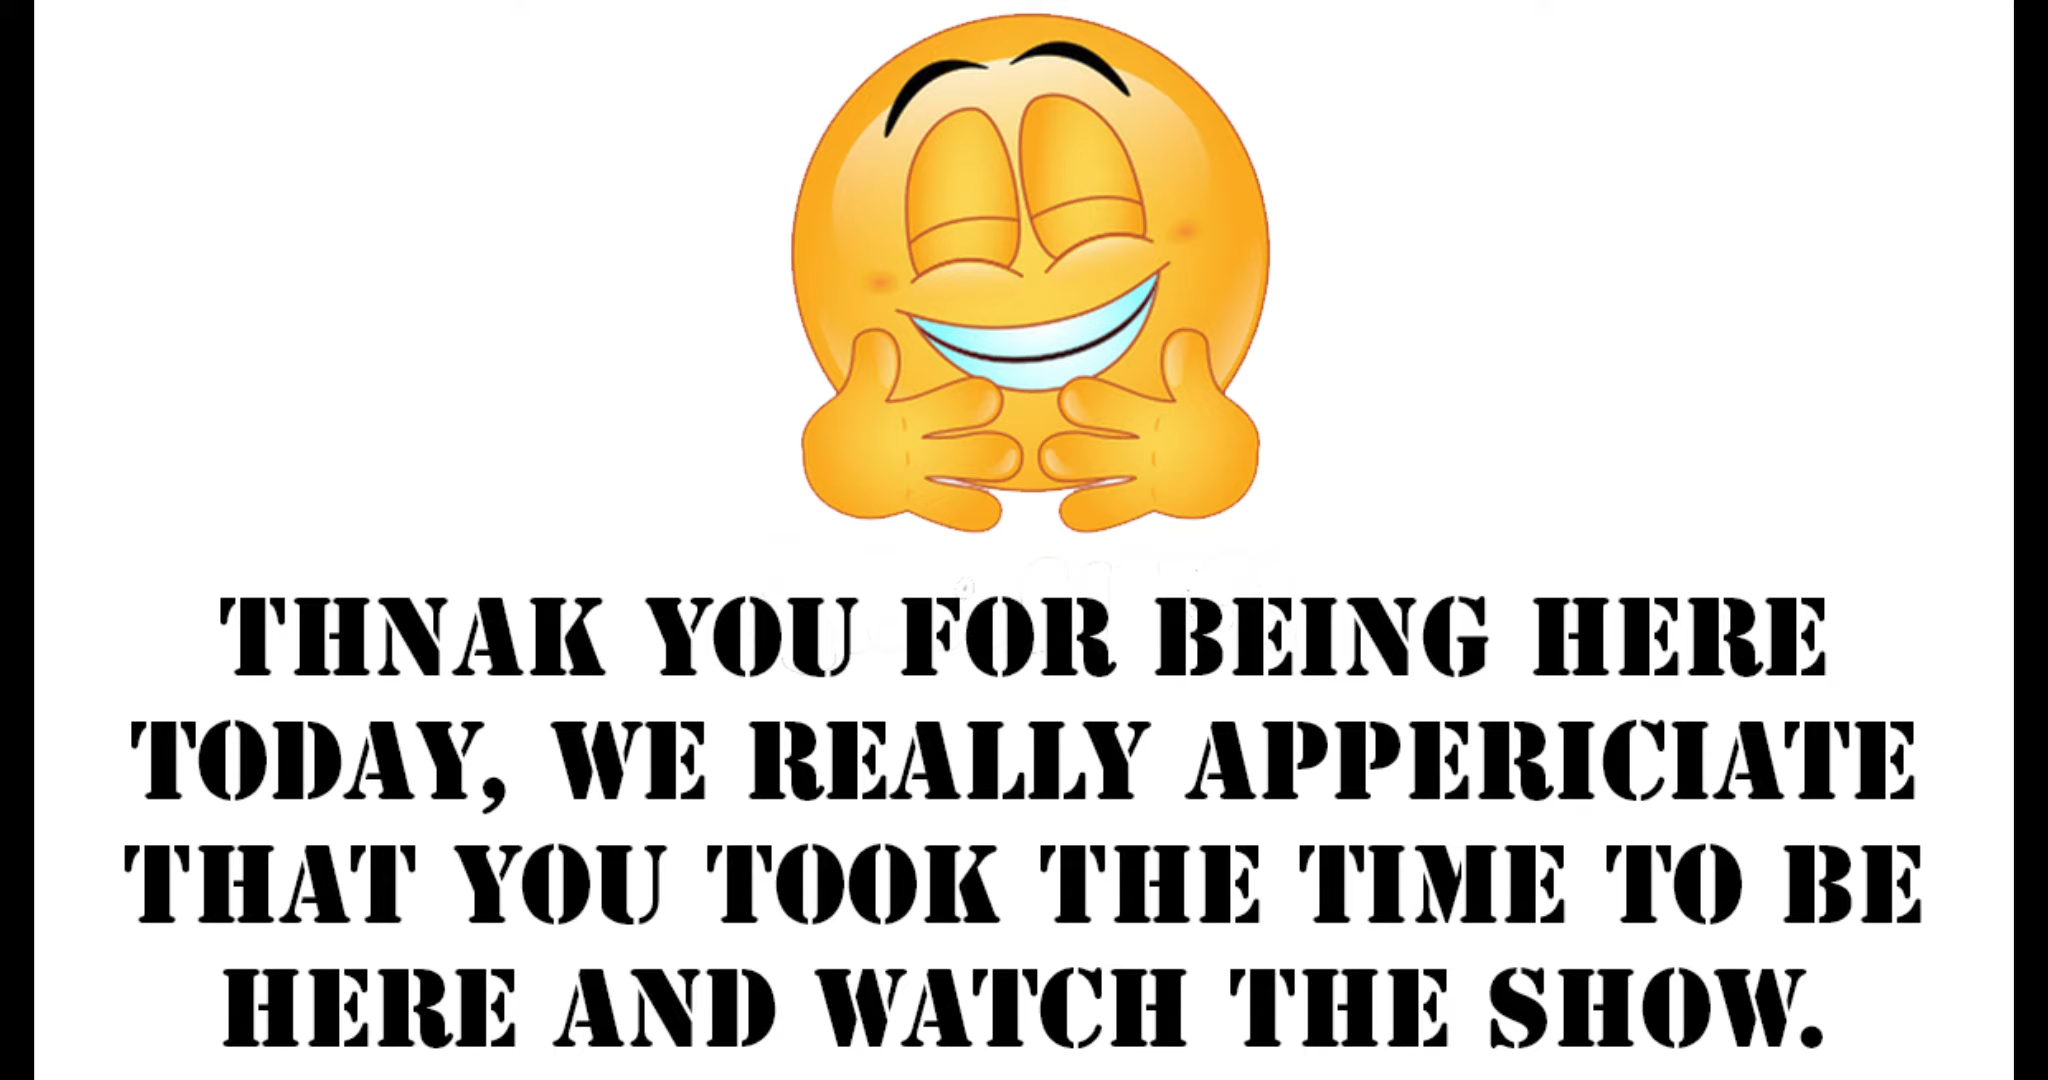 THNAK YOU FOR BEING HERE
TODAY, WE REALLY APPERICIATE
THAT YOU TOOK THE TIME TO BE
HERE AND WATCH THE SHOW.